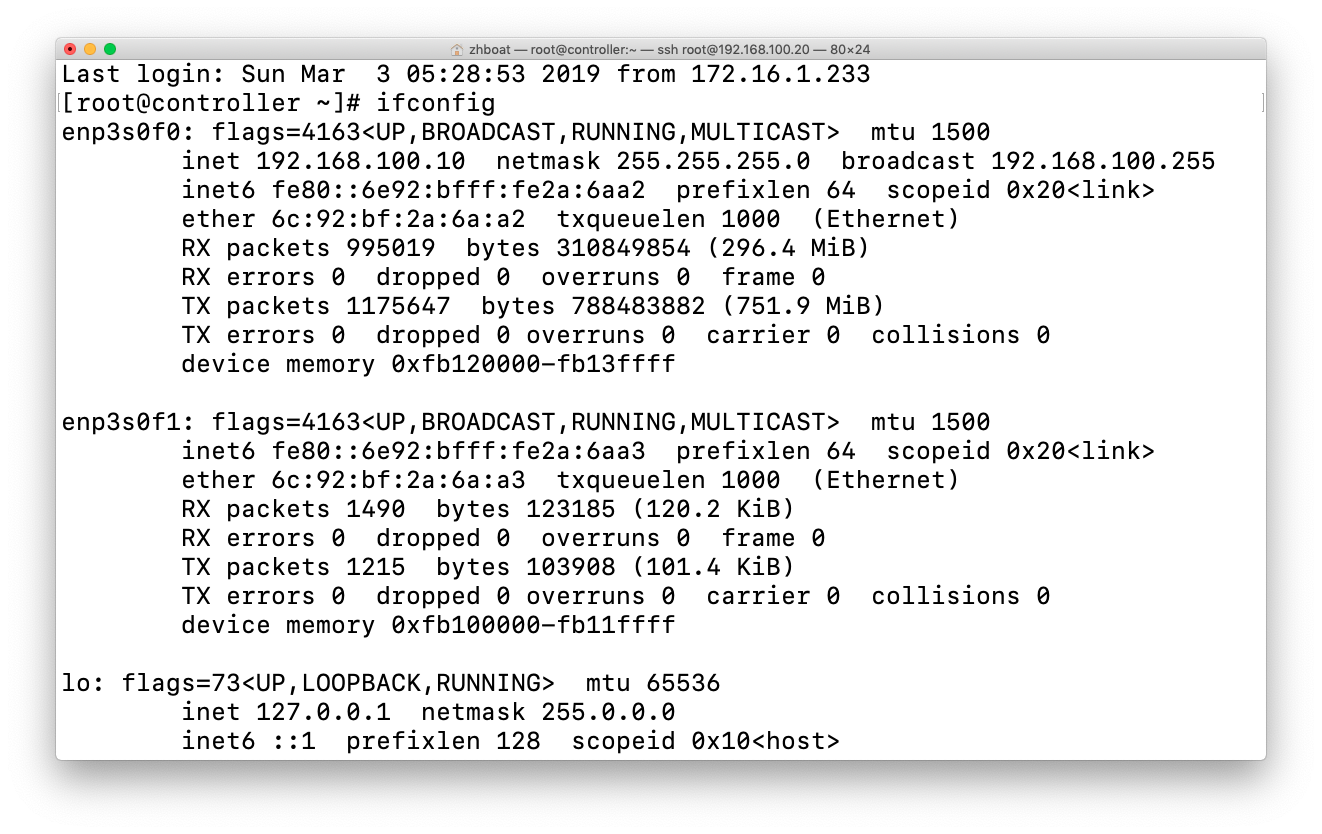 zhboat — root@controller:~ — ssh root@192.168.100.20 — 80×24
Last login: Sun Mar  3 05:28:53 2019 from 172.16.1.233
[root@controller ~]# ifconfig
enp3s0f0: flags=4163<UP,BROADCAST,RUNNING,MULTICAST>  mtu 1500
        inet 192.168.100.10  netmask 255.255.255.0  broadcast 192.168.100.255
        inet6 fe80::6e92:bfff:fe2a:6aa2  prefixlen 64  scopeid 0x20<link>
        ether 6c:92:bf:2a:6a:a2  txqueuelen 1000  (Ethernet)
        RX packets 995019  bytes 310849854 (296.4 MiB)
        RX errors 0  dropped 0  overruns 0  frame 0
        TX packets 1175647  bytes 788483882 (751.9 MiB)
        TX errors 0  dropped 0 overruns 0  carrier 0  collisions 0
        device memory 0xfb120000-fb13ffff

enp3s0f1: flags=4163<UP,BROADCAST,RUNNING,MULTICAST>  mtu 1500
        inet6 fe80::6e92:bfff:fe2a:6aa3  prefixlen 64  scopeid 0x20<link>
        ether 6c:92:bf:2a:6a:a3  txqueuelen 1000  (Ethernet)
        RX packets 1490  bytes 123185 (120.2 KiB)
        RX errors 0  dropped 0  overruns 0  frame 0
        TX packets 1215  bytes 103908 (101.4 KiB)
        TX errors 0  dropped 0 overruns 0  carrier 0  collisions 0
        device memory 0xfb100000-fb11ffff

lo: flags=73<UP,LOOPBACK,RUNNING>  mtu 65536
        inet 127.0.0.1  netmask 255.0.0.0
        inet6 ::1  prefixlen 128  scopeid 0x10<host>